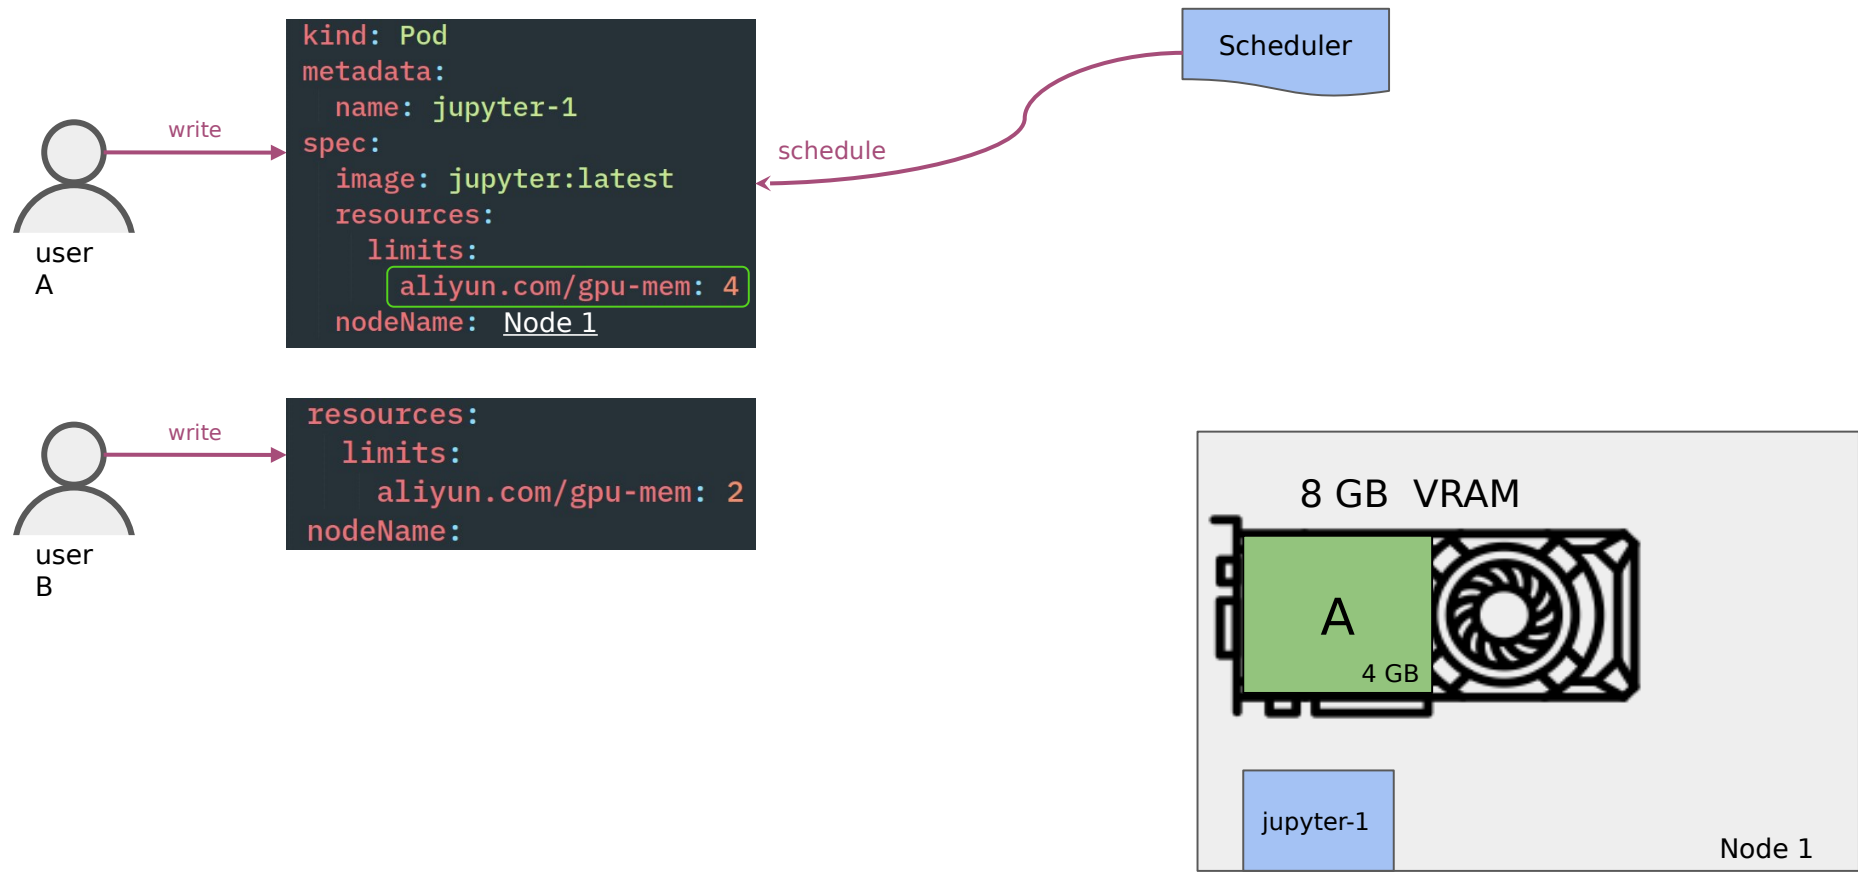 Scheduler
write
kind: Pod
metadata:
  name: jupyter-1
spec:
  image: jupyter:latest
  resources:
    limits:
      aliyun.com/gpu-mem: 4
  nodeName: Node 1
schedule
user
A
write
resources:
  limits:
    aliyun.com/gpu-mem: 2
nodeName:
user
B
8 GB VRAM
A
4 GB
jupyter-1
Node 1